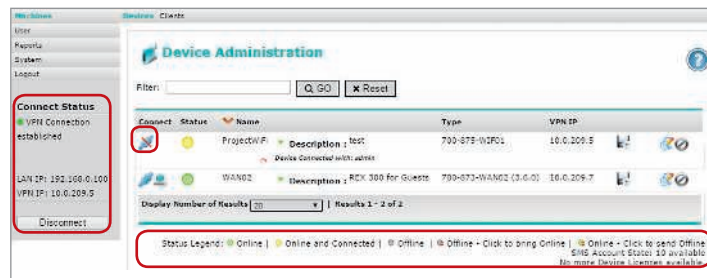 Machines
Devices Clients
User
Reports
System
Logout
Device Administration
Filter:
GO
Reset
Connect Status
VPN Connection
established
LAN IP: 192.168.0.100
VPN IP: 10.0.209.5
Disconnect
Connect Status Name Type VPN IP
ProjectWiFi Description : test 700-875-WIF01 10.0.209.5
Device Connected with: admin
WAN02 Description : REX 300 for Guests 700-873-WAN02 (3.6.0) 10.0.209.7
Display Number of Results 20 | Results 1 - 2 of 2
Status Legend: Online | Online and Connected | Offline | Offline - Click to bring Online | Online - Click to send Offline
SMS Account State: 10 available
No more Device Licenses available